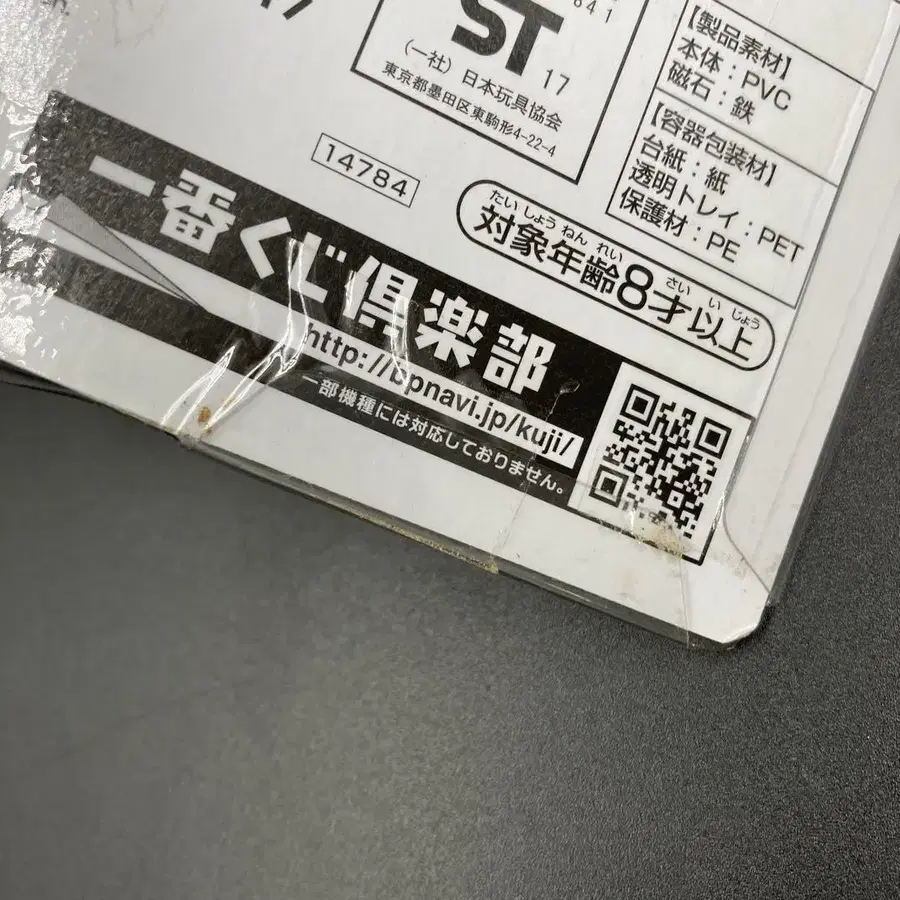 ST
17
(一社) 日本玩具協会
東京都墨田区東駒形4-22-4
14784
【製品素材】
本体：PVC
磁石：鉄
【容器包装材】
台紙：紙
透明トレイ：PET
保護材：PE
たいしょうねんれい さいいじょう
対象年齢8才以上
一番くじ倶楽部
http://bpnavi.jp/kuji/
一部機種には対応しておりません。